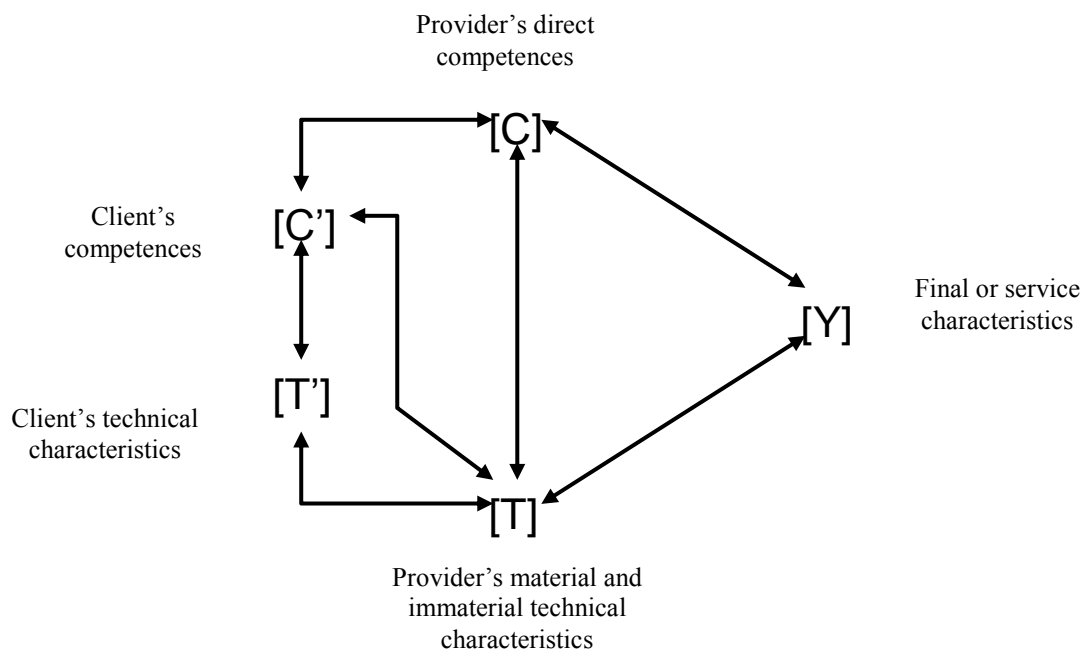 Provider’s direct
competences
[C]
Client’s
competences
[C’]
Final or service
characteristics
[Y]
Client’s technical
characteristics
[T’]
[T]
Provider’s material and
immaterial technical
characteristics